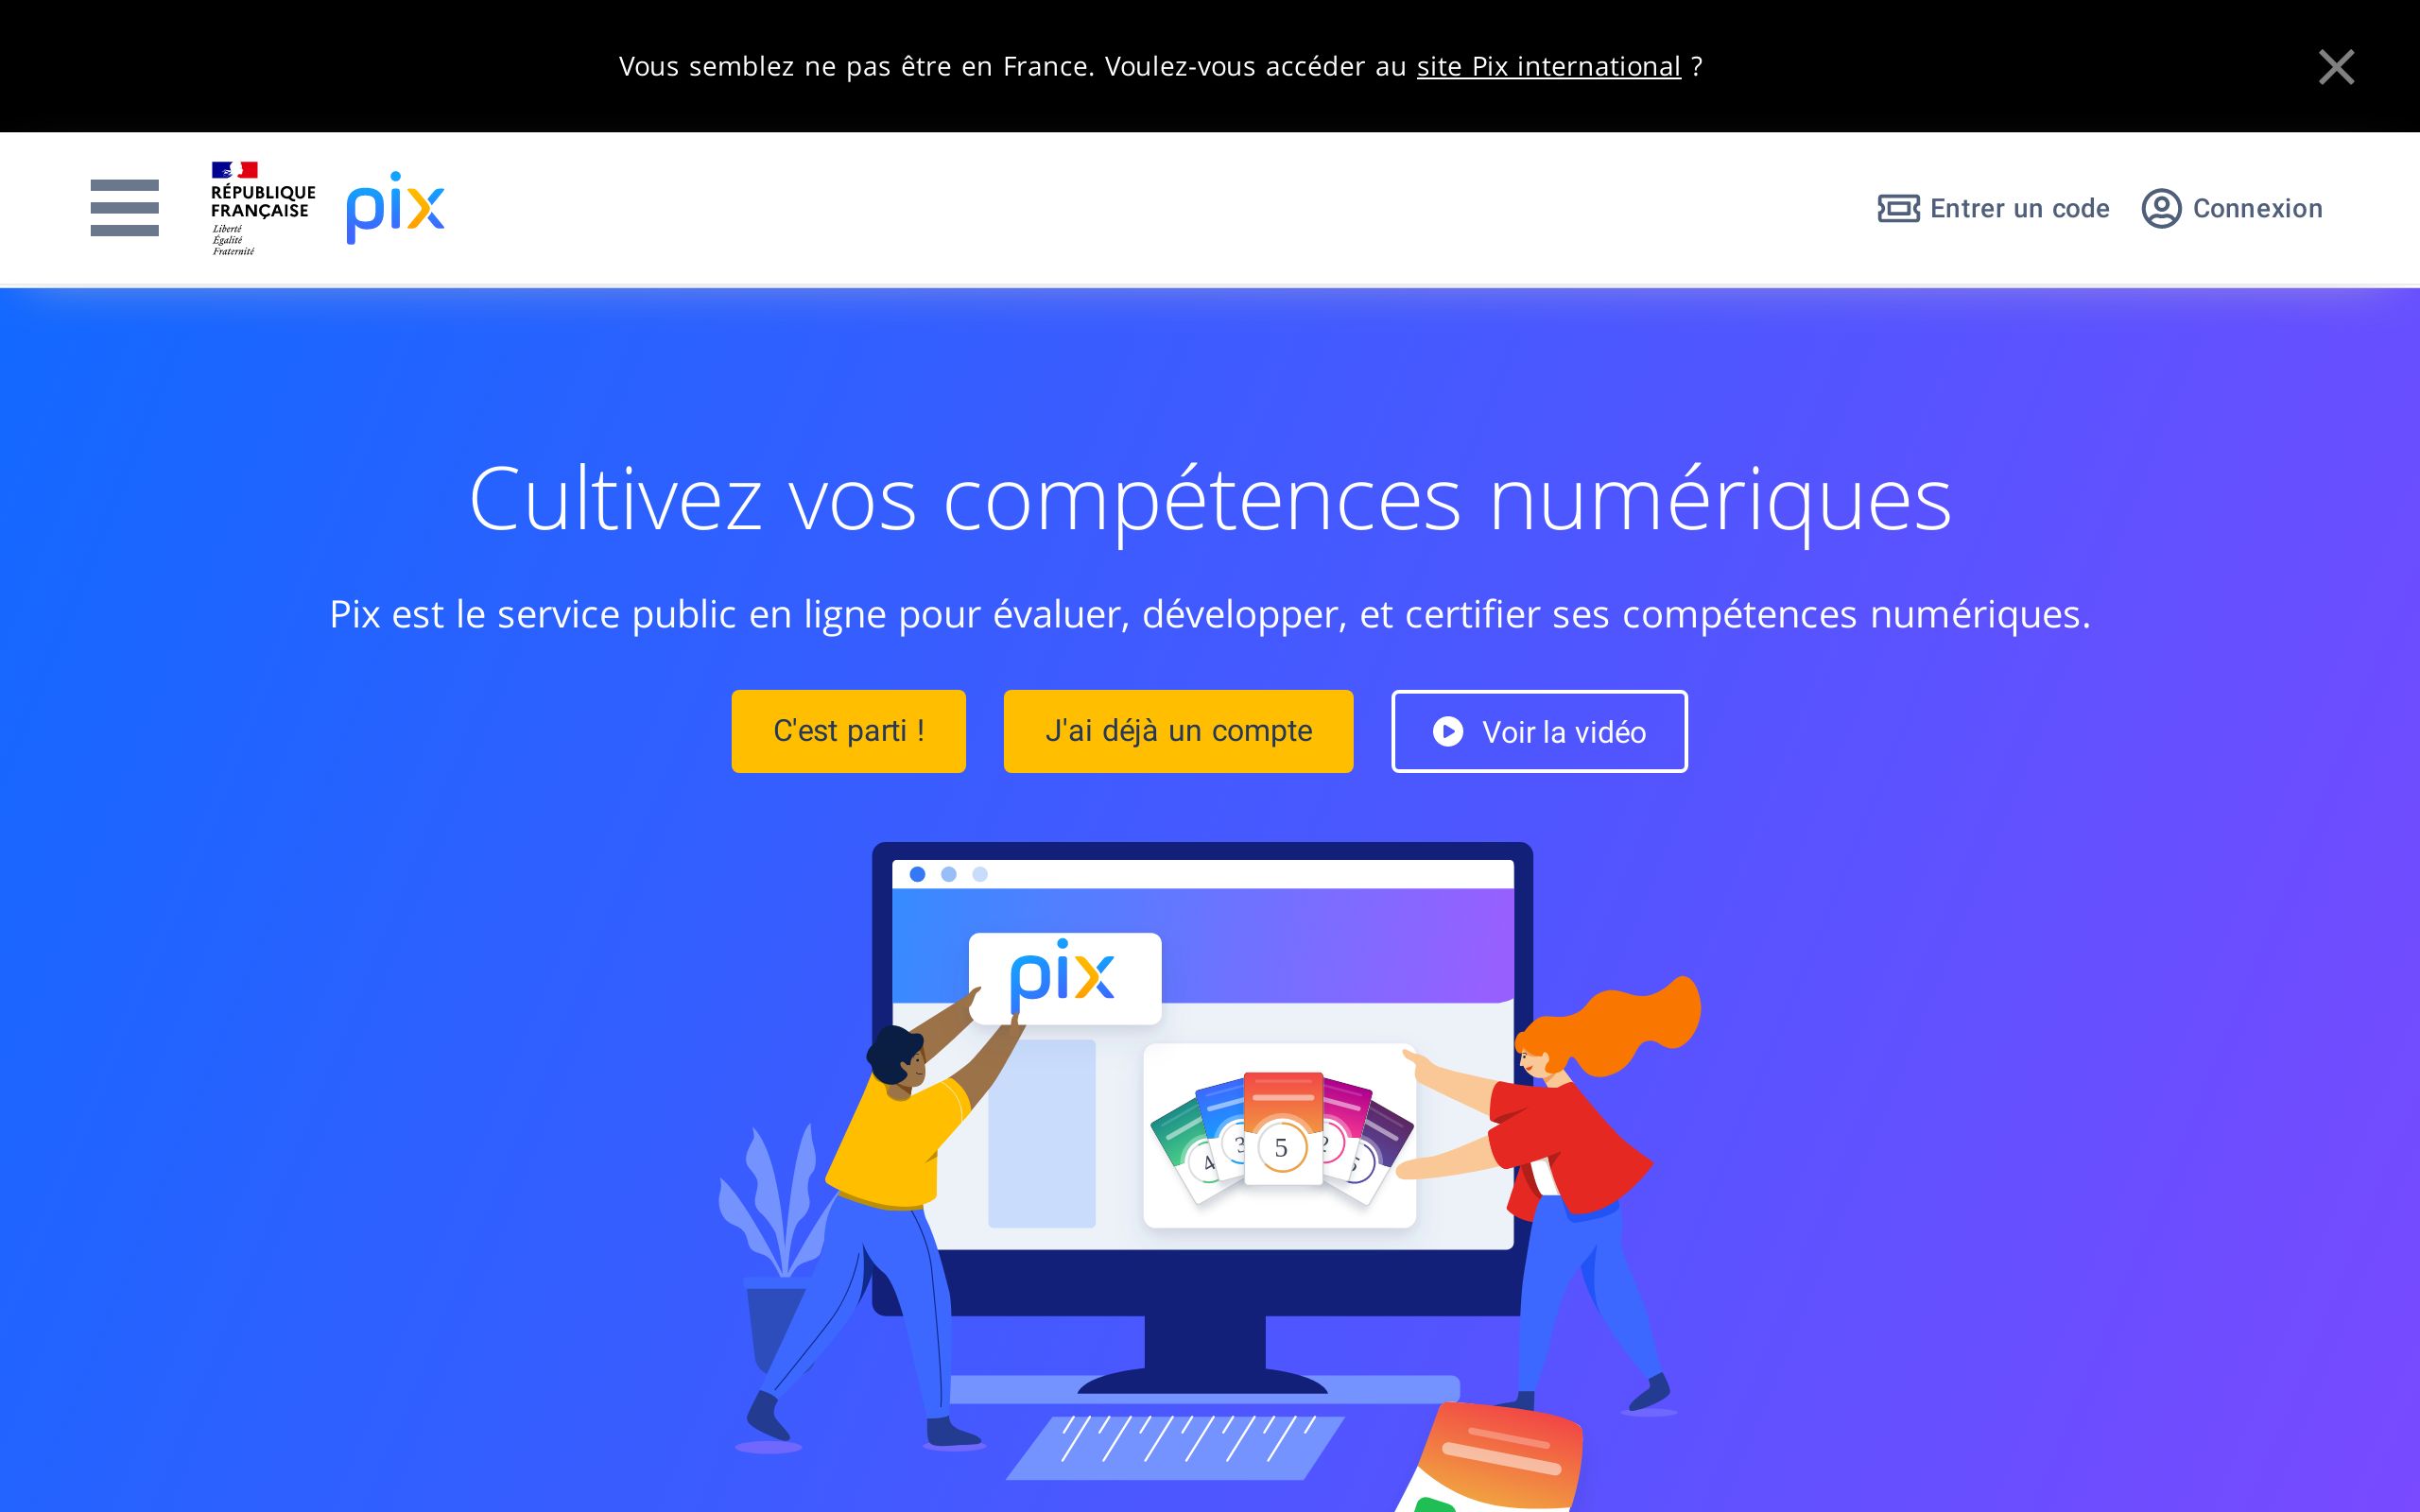 Vous semblez ne pas être en France. Voulez-vous accéder au site Pix international ?
RÉPUBLIQUE
FRANÇAISE
Liberté
Égalité
Fraternité
pix
Entrer un code
Connexion
Cultivez vos compétences numériques
Pix est le service public en ligne pour évaluer, développer, et certifier ses compétences numériques.
C'est parti !
J'ai déjà un compte
Voir la vidéo
pix
4 3 5 2 5